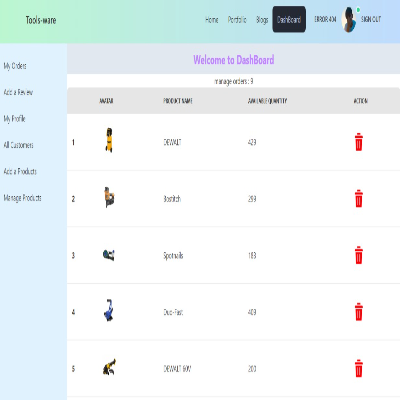 Tools-ware
Home Portfolio Blogs DashBoard ERROR 404 SIGN OUT
My Orders
Add a Review
My Profile
All Customers
Add a Products
Manage Products
Welcome to DashBoard
manage orders : 9
AVATAR PRODUCT NAME AVAILABLE QUANTITY ACTION
1 DEWALT 429
2 Bostitch 299
3 Spotnails 183
4 Duo-Fast 409
5 DEWALT 60V 200